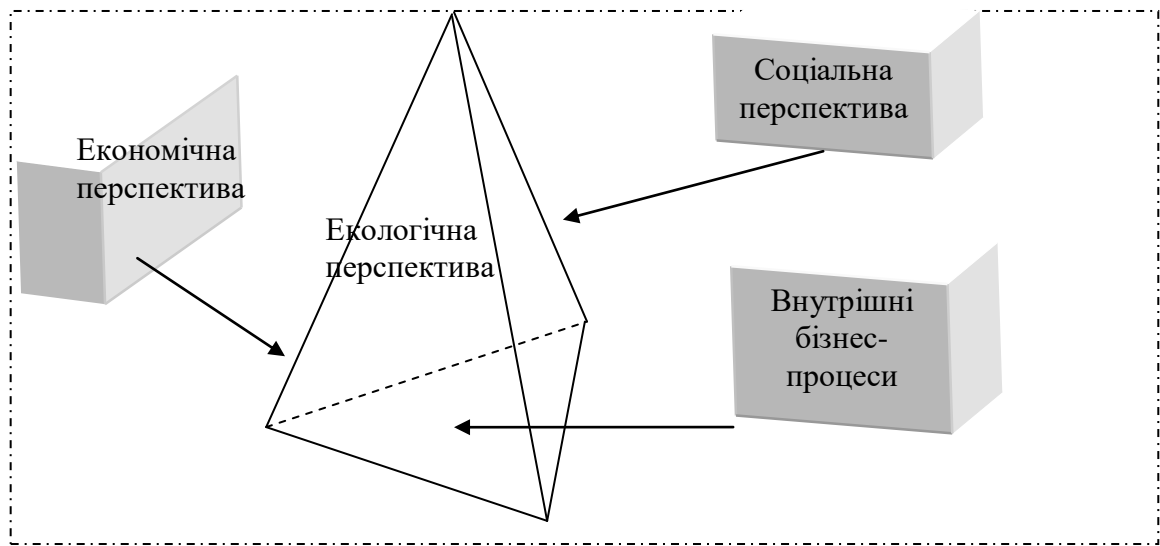 Економічна
перспектива
Екологічна
перспектива
Соціальна
перспектива
Внутрішні
бізнес-
процеси